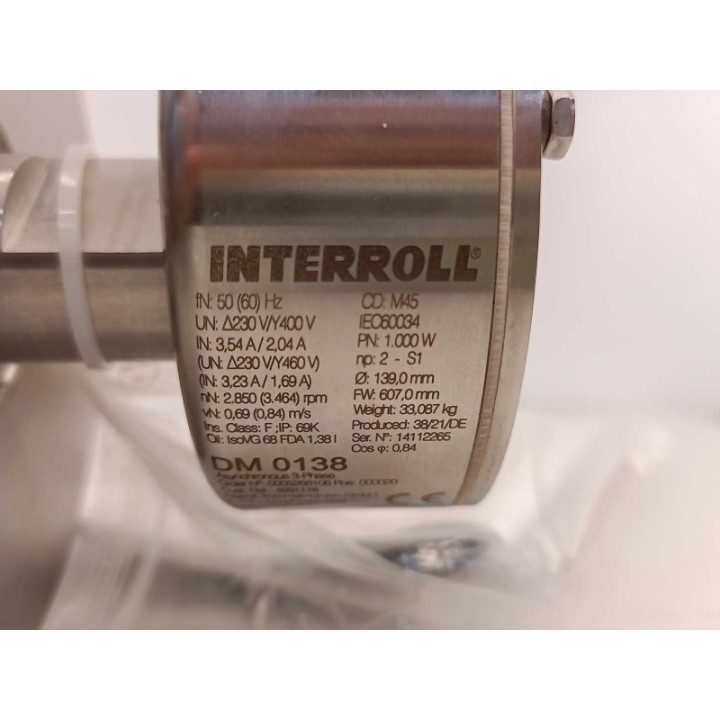 INTERROLL®
fN: 50 (60) Hz
UN: Δ230 V/Y400 V
IN: 3,54 A / 2,04 A
(UN: Δ230 V/Y460 V)
(IN: 3,23 A / 1,69 A)
nN: 2.850 (3.464) rpm
vN: 0,69 (0,84) m/s
Ins. Class: F ;IP: 69K
Oil: IsoVG 68 FDA 1,38 l
CD: M45
IEC60034
PN: 1.000 W
np: 2 - S1
Ø: 139,0 mm
FW: 607,0 mm
Weight: 33,087 kg
Produced: 38/21/DE
Ser. N°: 14112265
Cos φ: 0,84
DM 0138
Asynchronous 3-Phase
Order N° Pos: 000020
CE